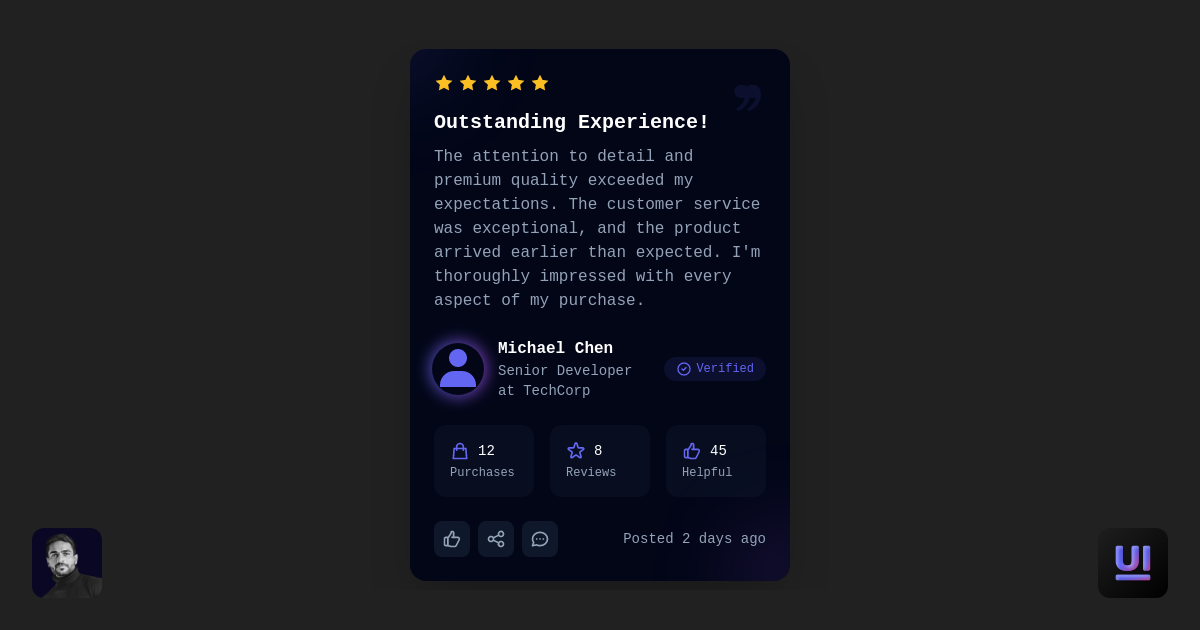 Outstanding Experience!
The attention to detail and
premium quality exceeded my
expectations. The customer service
was exceptional, and the product
arrived earlier than expected. I'm
thoroughly impressed with every
aspect of my purchase.
Michael Chen
Senior Developer
at TechCorp
Verified
12
Purchases
8
Reviews
45
Helpful
Posted 2 days ago
UI